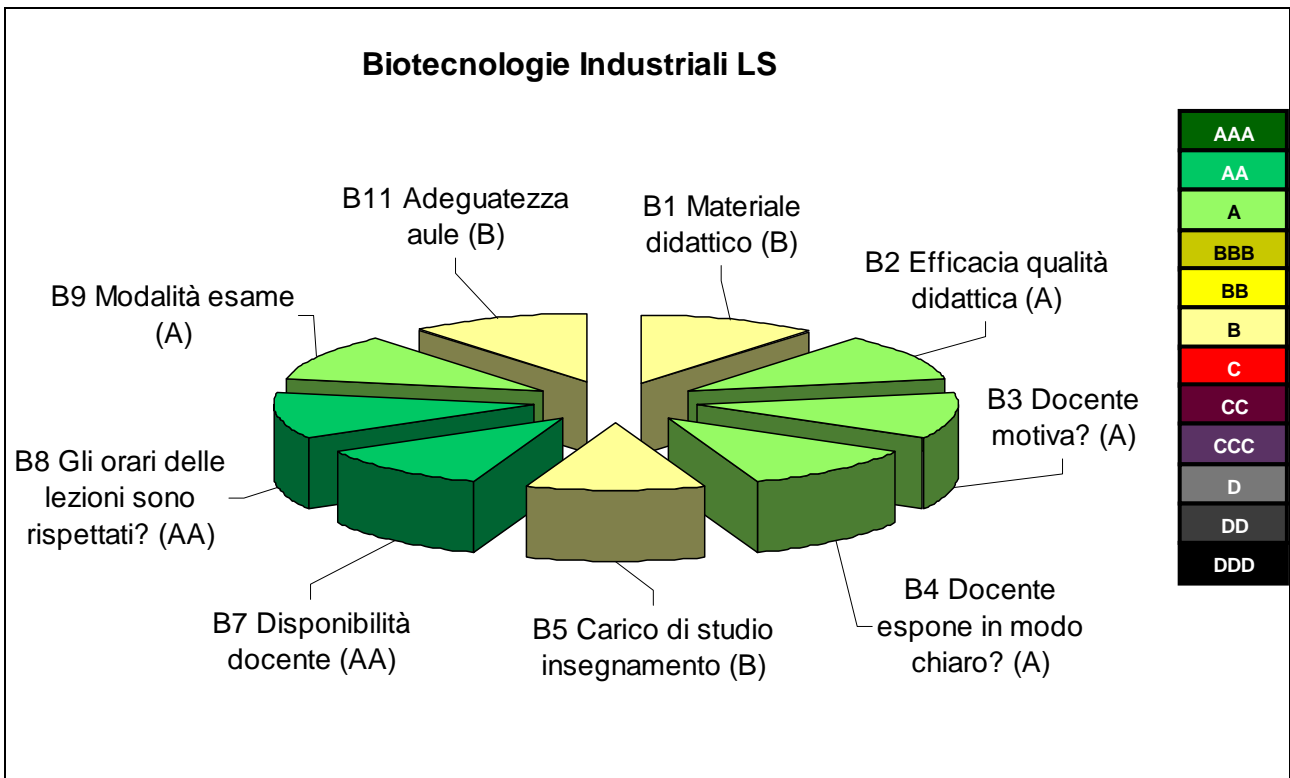 Biotecnologie Industriali LS
B11 Adeguatezza
aule (B)
B1 Materiale
didattico (B)
B2 Efficacia qualità
didattica (A)
B9 Modalità esame
(A)
B3 Docente
motiva? (A)
B8 Gli orari delle
lezioni sono
rispettati? (AA)
B7 Disponibilità
docente (AA)
B5 Carico di studio
insegnamento (B)
B4 Docente
espone in modo
chiaro? (A)
AAA
AA
A
BBB
BB
B
C
CC
CCC
D
DD
DDD